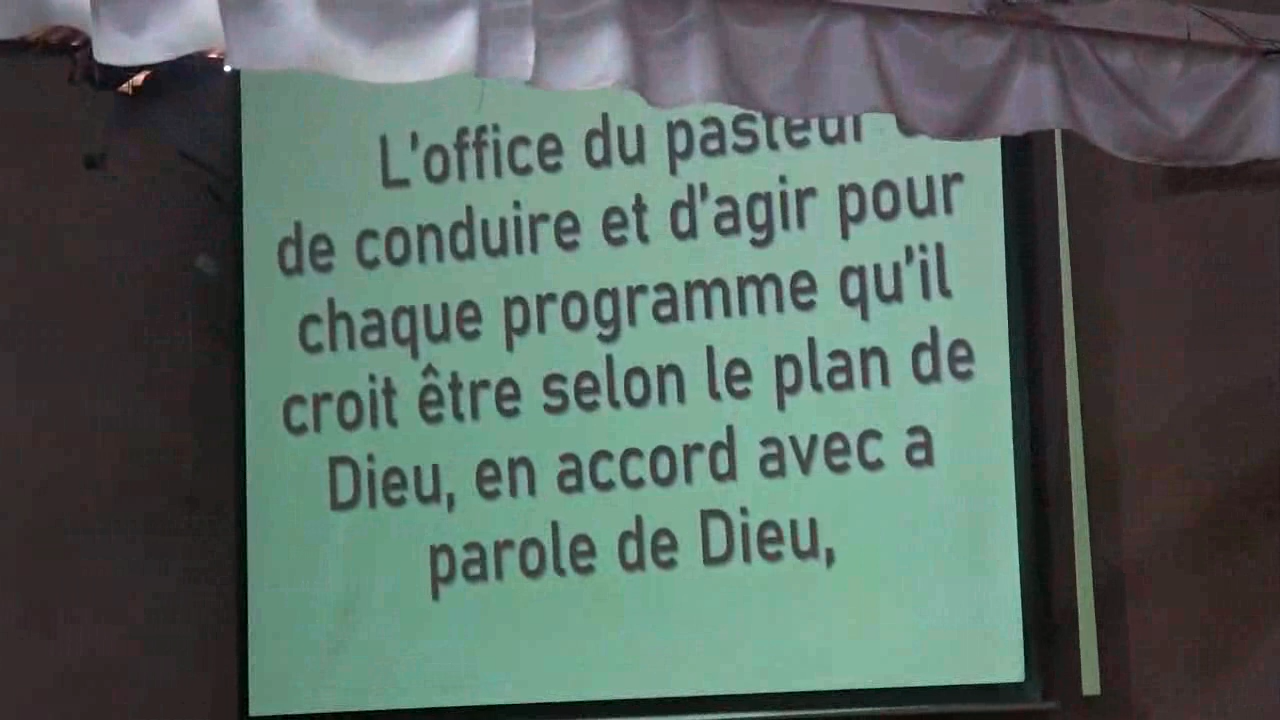 L'office du pasteur
de conduire et d'agir pour
chaque programme qu'il
croit être selon le plan de
Dieu, en accord avec a
parole de Dieu,